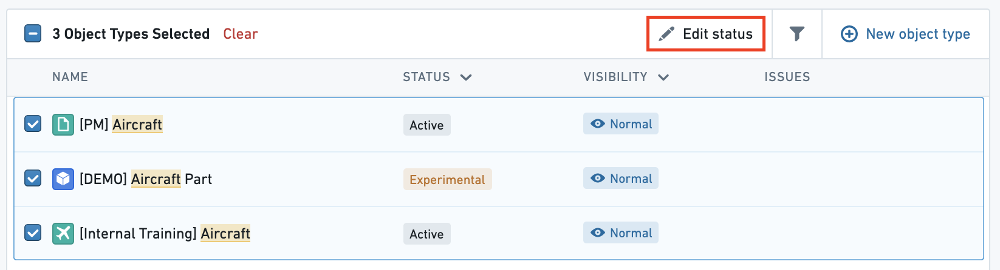 3 Object Types Selected Clear Edit status New object type
NAME STATUS VISIBILITY ISSUES
[PM] Aircraft Active Normal
[DEMO] Aircraft Part Experimental Normal
[Internal Training] Aircraft Active Normal